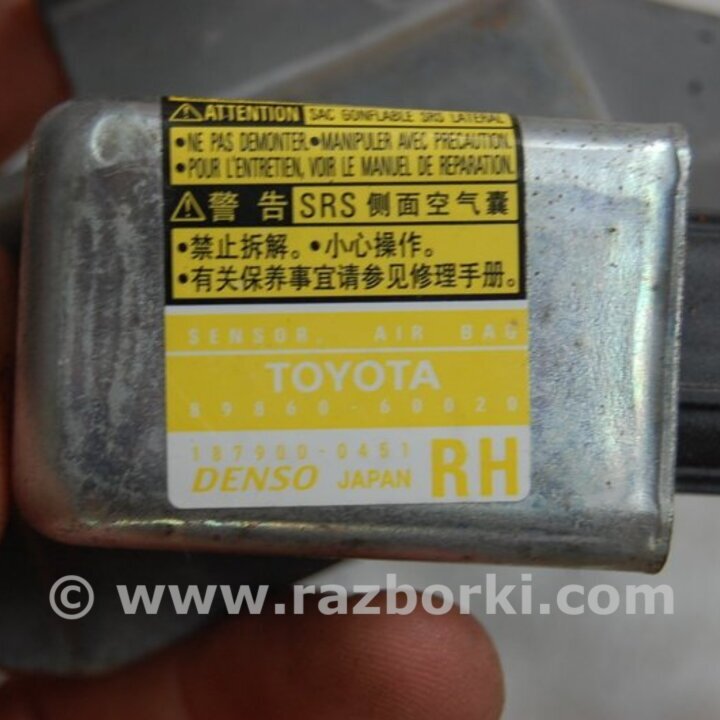 ⚠ATTENTION SAC GONFLABLE SRS LATERAL
•NE PAS DEMONTER.•MANIPULER AVEC PRECAUTION.
•POUR L'ENTRETIEN, VOIR LE MANUEL DE REPARATION.
⚠警告 SRS 侧面空气囊
•禁止拆解。•小心操作。
•有关保养事宜请参见修理手册。
SENSOR, AIR BAG
TOYOTA
89860-60020
187900-0451
DENSO JAPAN RH
© www.razborki.com